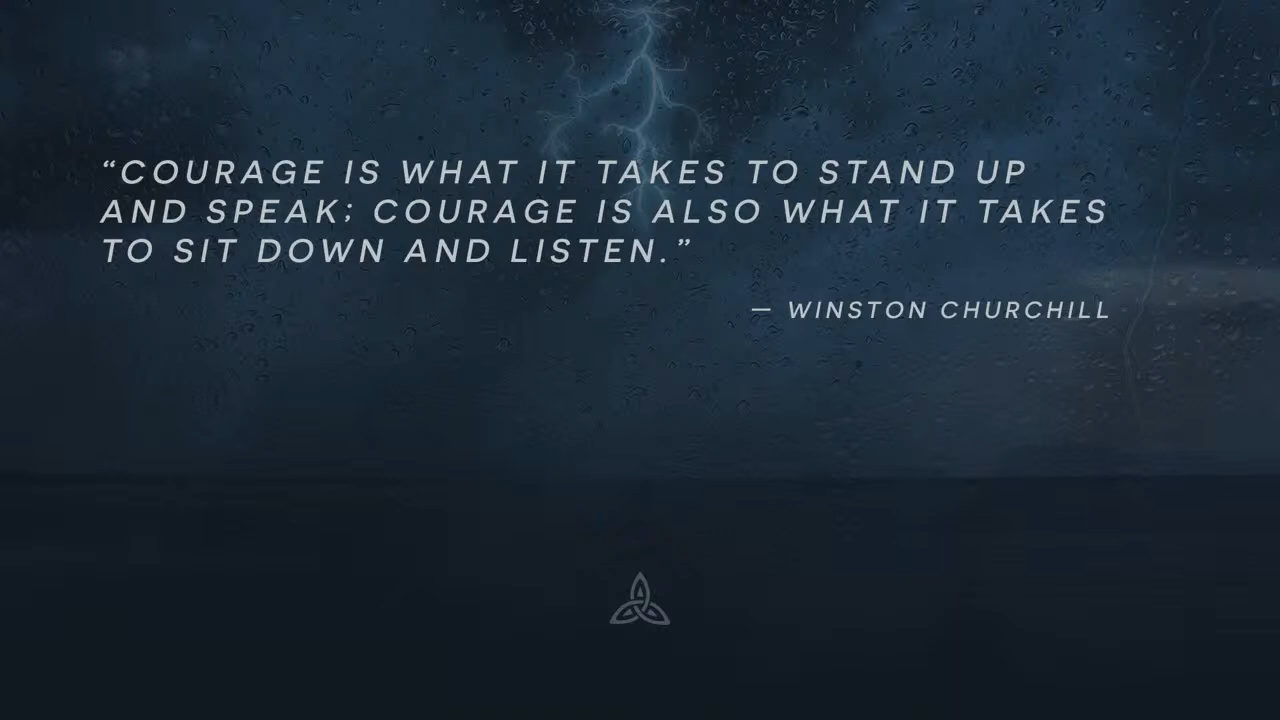 “COURAGE IS WHAT IT TAKES TO STAND UP
AND SPEAK; COURAGE IS ALSO WHAT IT TAKES
TO SIT DOWN AND LISTEN.”
— WINSTON CHURCHILL